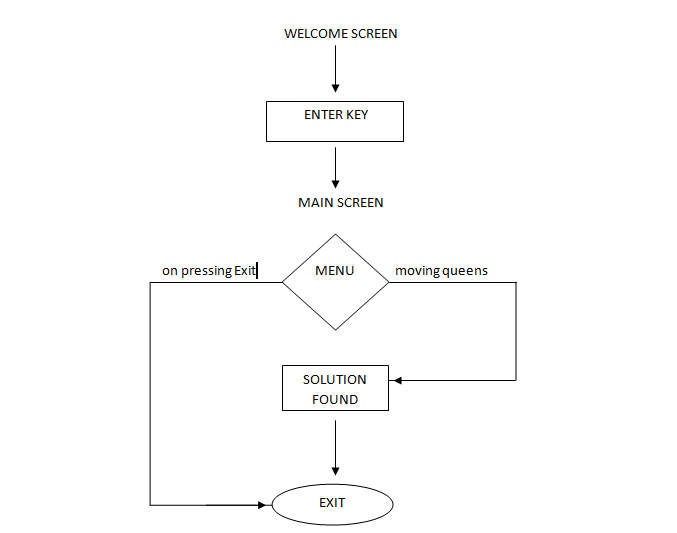 WELCOME SCREEN
ENTER KEY
MAIN SCREEN
on pressing Exit
MENU
moving queens
SOLUTION
FOUND
EXIT